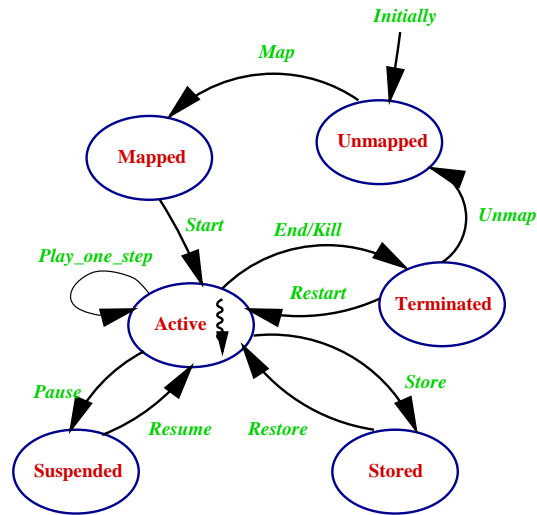 Initially
Map
Unmapped
Mapped
Start
End/Kill
Unmap
Play_one_step
Restart
Terminated
Active
Pause
Store
Resume
Restore
Suspended
Stored